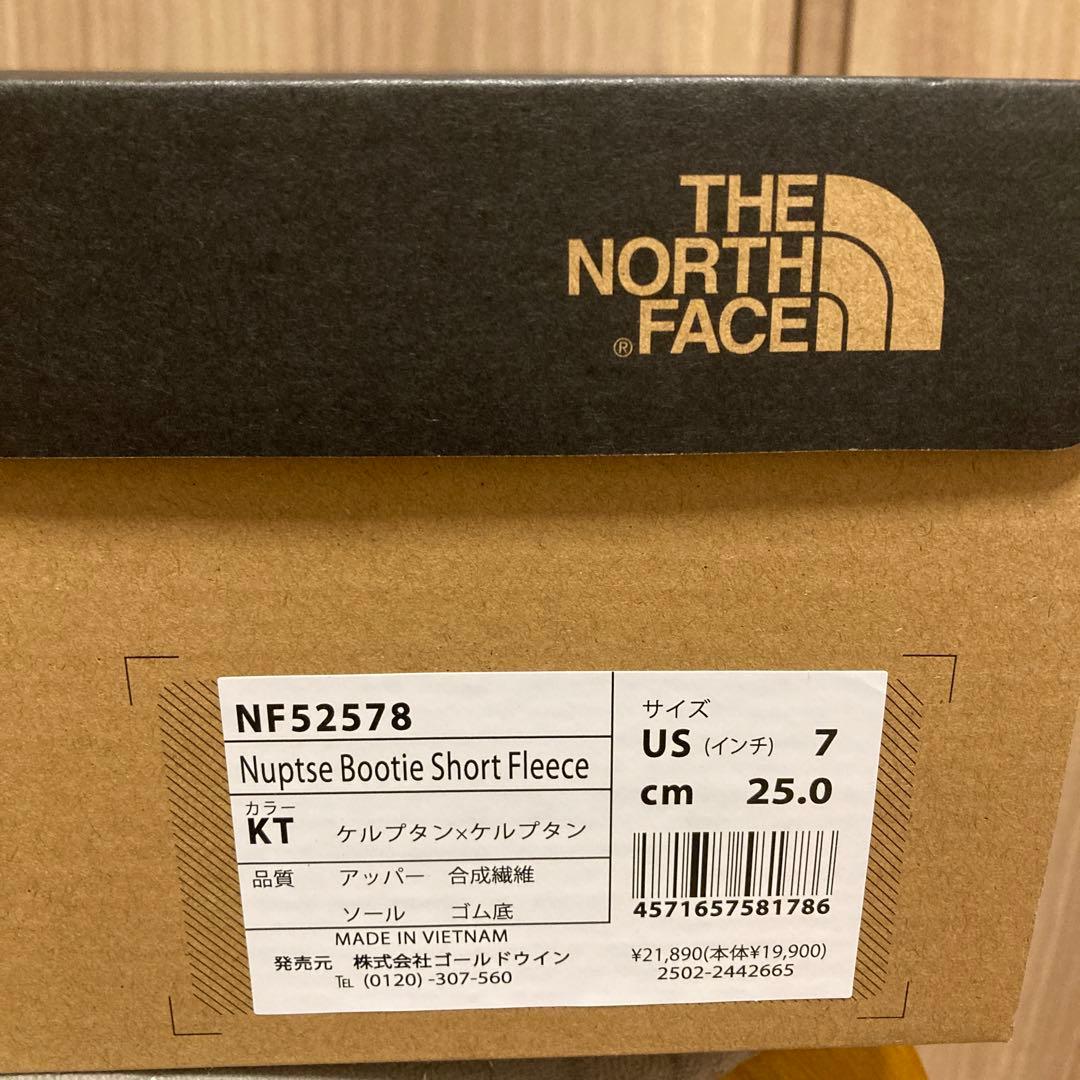 THE
NORTH
FACE
®
NF52578
Nuptse Bootie Short Fleece
カラー
KT ケルプタン×ケルプタン
品質 アッパー 合成繊維
ソール ゴム底
MADE IN VIETNAM
発売元 株式会社ゴールドウイン
℡ (0120) -307-560
サイズ
US (インチ) 7
cm 25.0
4571657581786
¥21,890(本体¥19,900)
2502-2442665